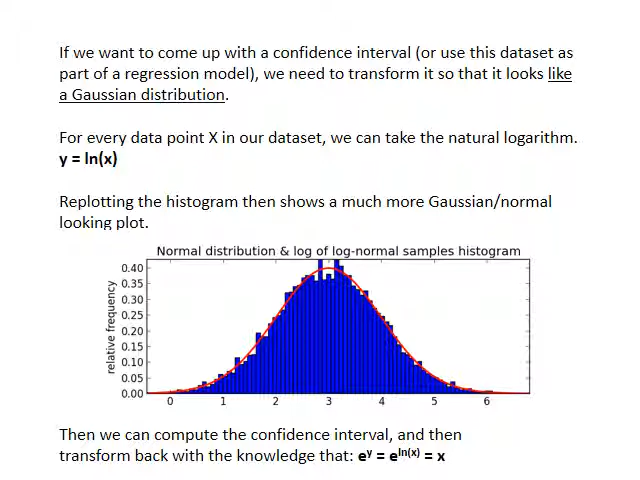 If we want to come up with a confidence interval (or use this dataset as
part of a regression model), we need to transform it so that it looks like
a Gaussian distribution.
For every data point X in our dataset, we can take the natural logarithm.
y = ln(x)
Replotting the histogram then shows a much more Gaussian/normal
looking plot.
Normal distribution & log of log-normal samples histogram
relative frequency
0.40
0.35
0.30
0.25
0.20
0.15
0.10
0.05
0.00
0 1 2 3 4 5 6
Then we can compute the confidence interval, and then
transform back with the knowledge that: e^y = e^ln(x) = x